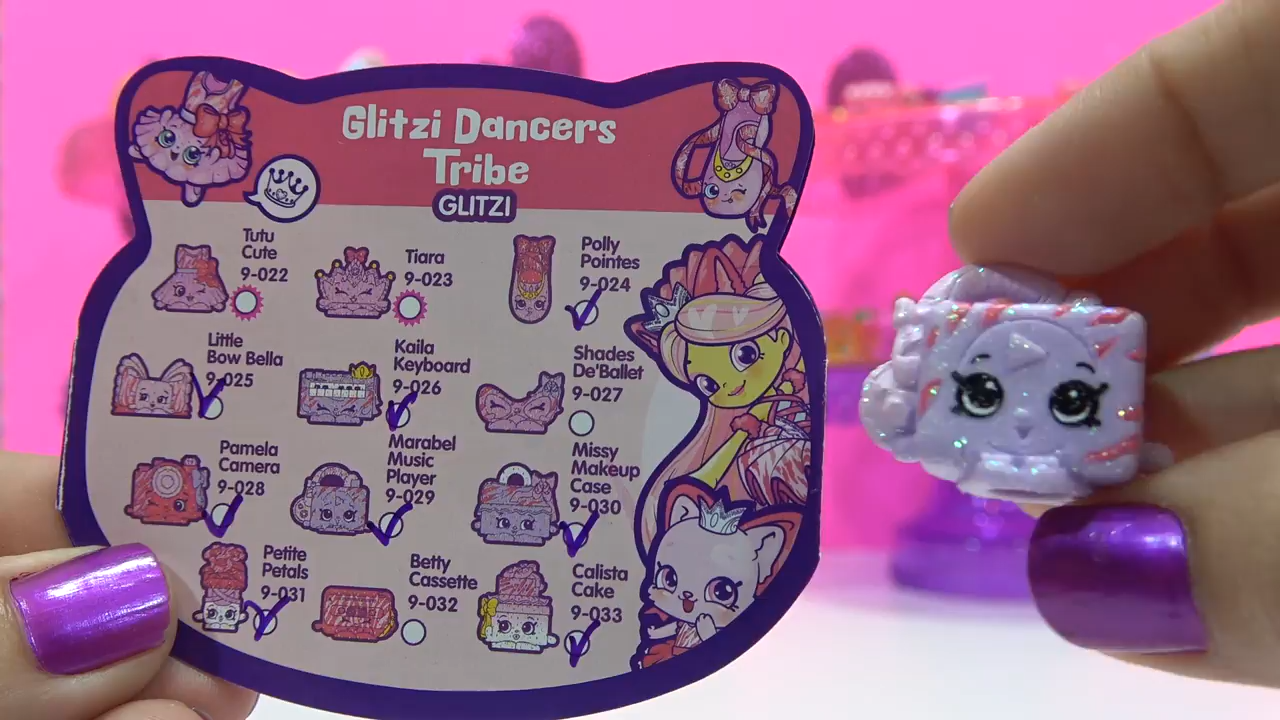 Glitzi Dancers
Tribe
GLITZI
Tutu
Cute
9-022
Tiara
9-023
Polly
Pointes
9-024
Little
Bow Bella
9-025
Kaila
Keyboard
9-026
Shades
De'Ballet
9-027
Pamela
Camera
9-028
Marabel
Music
Player
9-029
Missy
Makeup
Case
9-030
Petite
Petals
9-031
Betty
Cassette
9-032
Calista
Cake
9-033